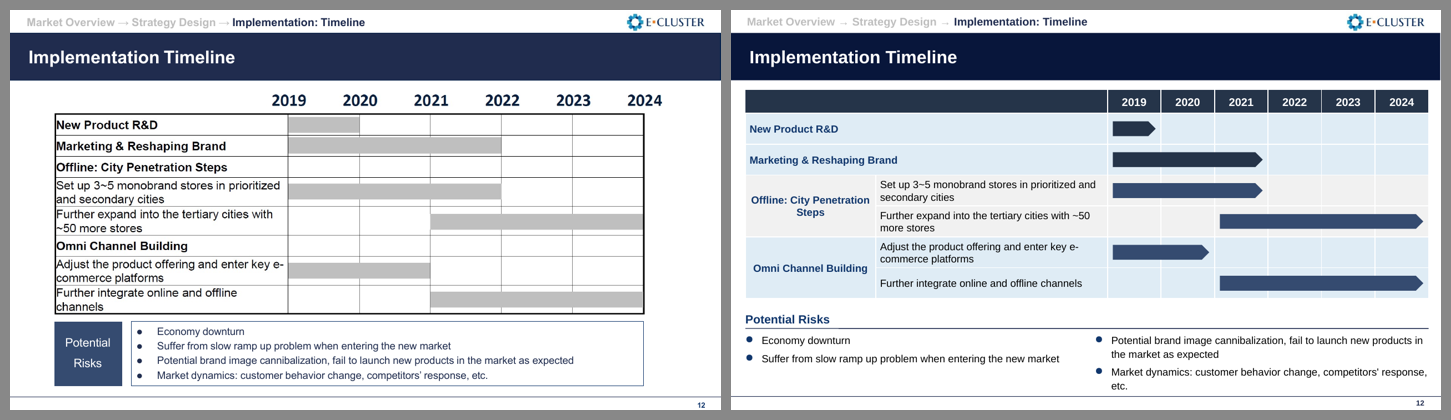 Market Overview → Strategy Design → Implementation: Timeline
E·CLUSTER
Implementation Timeline
2019 2020 2021 2022 2023 2024
New Product R&D
Marketing & Reshaping Brand
Offline: City Penetration Steps
Set up 3~5 monobrand stores in prioritized
and secondary cities
Further expand into the tertiary cities with
~50 more stores
Omni Channel Building
Adjust the product offering and enter key e-
commerce platforms
Further integrate online and offline
channels
Potential
Risks
● Economy downturn
● Suffer from slow ramp up problem when entering the new market
● Potential brand image cannibalization, fail to launch new products in the market as expected
● Market dynamics: customer behavior change, competitors' response, etc.
12
Market Overview → Strategy Design → Implementation: Timeline
E·CLUSTER
Implementation Timeline
2019 2020 2021 2022 2023 2024
New Product R&D
Marketing & Reshaping Brand
Offline: City Penetration
Steps
Set up 3~5 monobrand stores in prioritized and
secondary cities
Further expand into the tertiary cities with ~50
more stores
Omni Channel Building
Adjust the product offering and enter key e-
commerce platforms
Further integrate online and offline channels
Potential Risks
● Economy downturn
● Suffer from slow ramp up problem when entering the new market
● Potential brand image cannibalization, fail to launch new products in
the market as expected
● Market dynamics: customer behavior change, competitors' response,
etc.
12